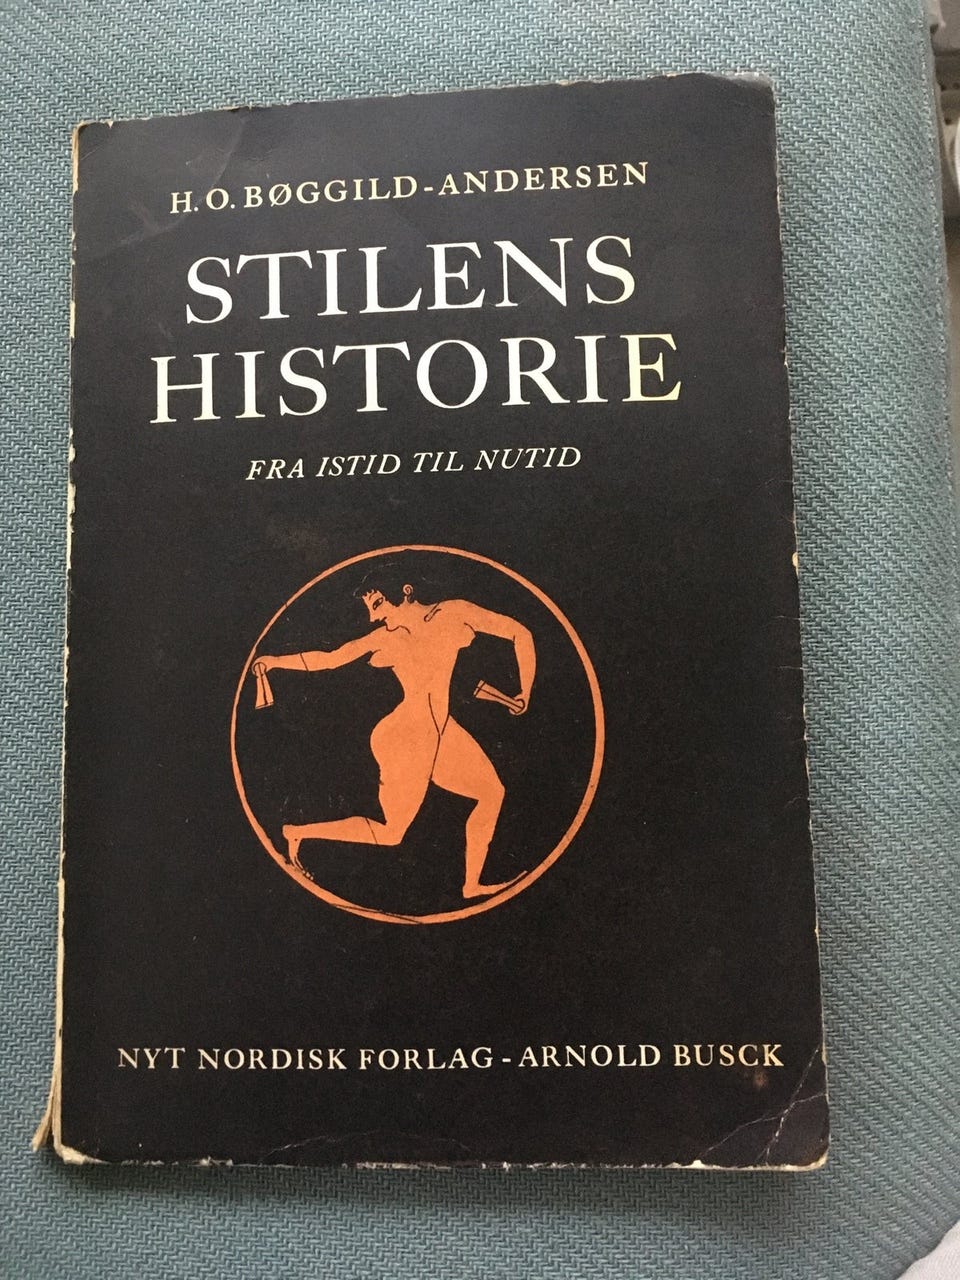 H. O. BØGGILD-ANDERSEN
STILENS
HISTORIE
FRA ISTID TIL NUTID
NYT NORDISK FORLAG - ARNOLD BUSCK